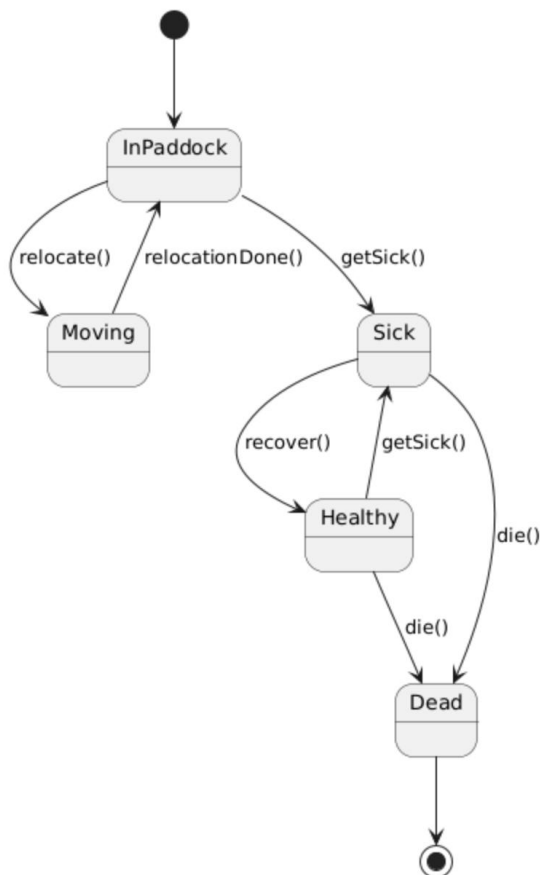 InPaddock
relocate()
relocationDone()
getSick()
Moving
Sick
recover()
getSick()
Healthy
die()
die()
Dead